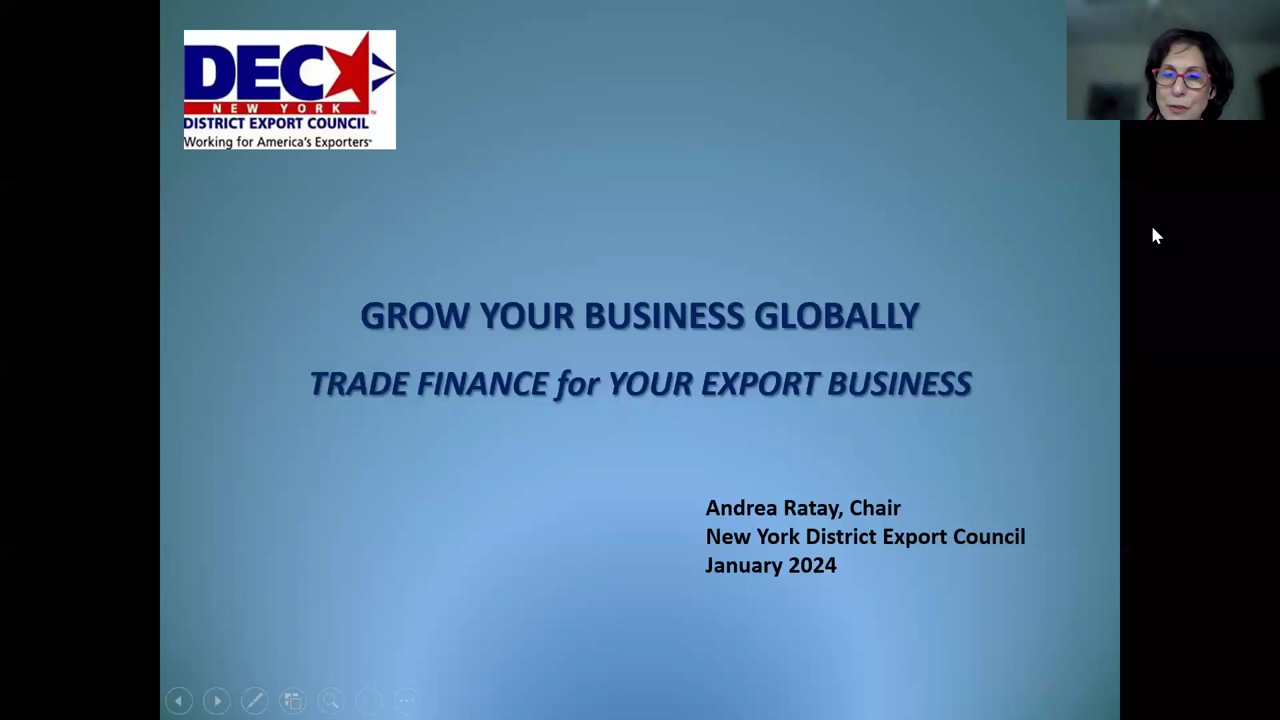 DEC
NEW YORK
DISTRICT EXPORT COUNCIL
Working for America's Exporters
GROW YOUR BUSINESS GLOBALLY
TRADE FINANCE for YOUR EXPORT BUSINESS
Andrea Ratay, Chair
New York District Export Council
January 2024